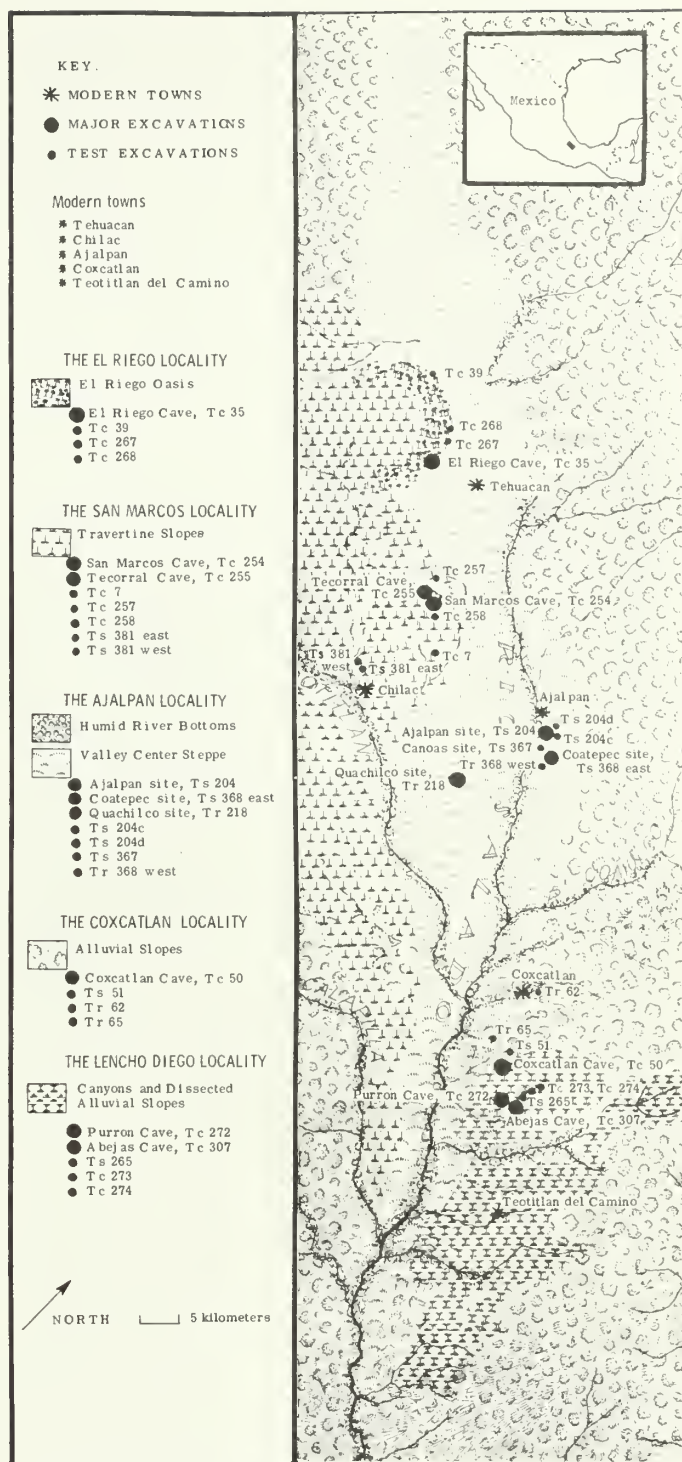 KEY.
MODERN TOWNS
MAJOR EXCAVATIONS
TEST EXCAVATIONS
Modern towns
Tehuacan
Chilac
Ajalpan
Coxcatlan
Teotitlan del Camino
THE EL RIEGO LOCALITY
El Riego Oasis
El Riego Cave, Tc 35
Tc 39
Tc 267
Tc 268
THE SAN MARCOS LOCALITY
Travertine Slopes
San Marcos Cave, Tc 254
Tecorral Cave, Tc 255
Tc 7
Tc 257
Tc 258
Ts 381 east
Ts 381 west
THE AJALPAN LOCALITY
Humid River Bottoms
Valley Center Steppe
Ajalpan site, Ts 204
Coatepec site, Ts 368 east
Quachilco site, Tr 218
Ts 204c
Ts 204d
Ts 367
Tr 368 west
THE COXCATLAN LOCALITY
Alluvial Slopes
Coxcatlan Cave, Tc 50
Ts 51
Tr 62
Tr 65
THE LENCHO DIEGO LOCALITY
Canyons and Dissected
Alluvial Slopes
Purron Cave, Tc 272
Abejas Cave, Tc 307
Ts 265
Tc 273
Tc 274
NORTH
5 kilometers
Mexico
Tc 39
Tc 268
Tc 267
El Riego Cave, Tc 35
Tehuacan
Tc 257
Tecorral Cave,
Tc 255
San Marcos Cave, Tc 254
Tc 258
Tc 7
Ts 381
west
Ts 381 east
Chilac
Ajalpan
Ts 204d
Ajalpan site, Ts 204
Ts 204c
Canoas site, Ts 367
Tr 368 west
Coatepec site,
Ts 368 east
Quachilco site,
Tr 218
SALADO
Coxcatlan
Tr 62
Tr 65
Ts 51
Coxcatlan Cave, Tc 50
Purron Cave, Tc 272
Tc 273, Tc 274
Ts 265
Abejas Cave, Tc 307
Teotitlan del Camino